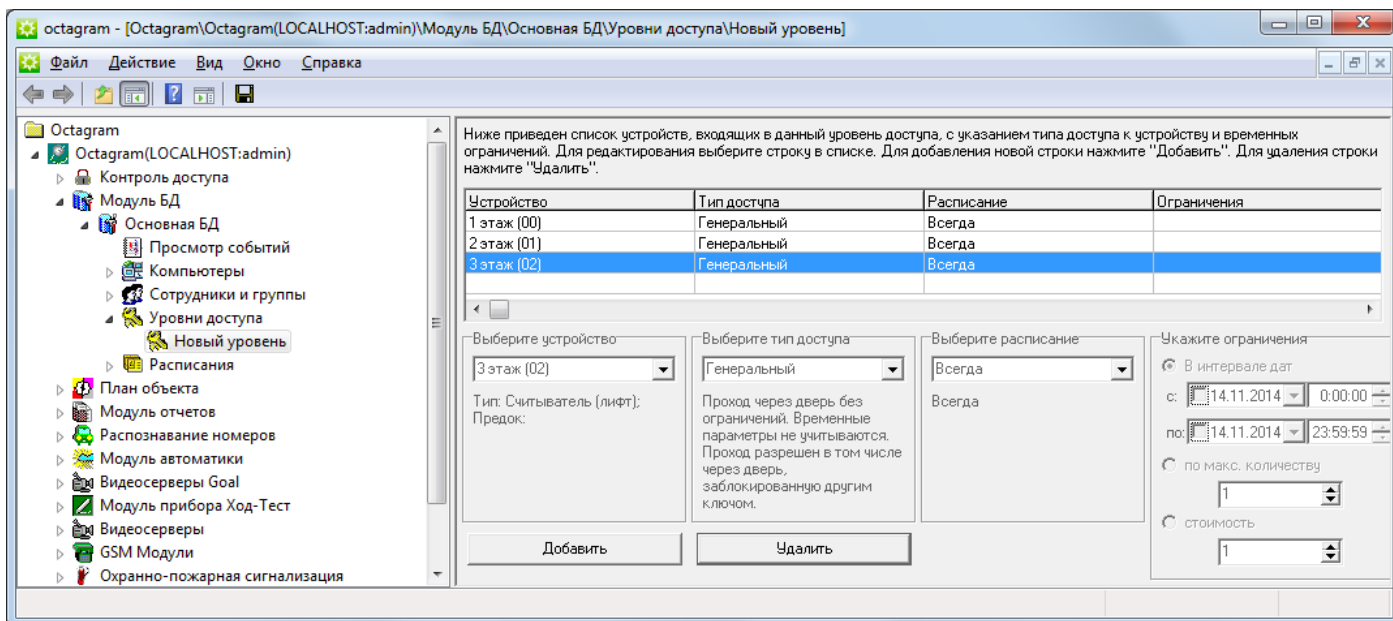 octagram - [Octagram\Octagram(LOCALHOST:admin)\Модуль БД\Основная БД\Уровни доступа\Новый уровень]
Файл Действие Вид Окно Справка
Octagram
Octagram(LOCALHOST:admin)
Контроль доступа
Модуль БД
Основная БД
Просмотр событий
Компьютеры
Сотрудники и группы
Уровни доступа
Новый уровень
Расписания
План объекта
Модуль отчетов
Распознавание номеров
Модуль автоматики
Видеосерверы Goal
Модуль прибора Ход-Тест
Видеосерверы
GSM Модули
Охранно-пожарная сигнализация
Ниже приведен список устройств, входящих в данный уровень доступа, с указанием типа доступа к устройству и временных
ограничений. Для редактирования выберите строку в списке. Для добавления новой строки нажмите "Добавить". Для удаления строки
нажмите "Удалить".
Устройство Тип доступа Расписание Ограничения
1 этаж (00) Генеральный Всегда
2 этаж (01) Генеральный Всегда
3 этаж (02) Генеральный Всегда
Выберите устройство
3 этаж (02)
Тип: Считыватель (лифт);
Предок:
Выберите тип доступа
Генеральный
Проход через дверь без
ограничений. Временные
параметры не учитываются.
Проход разрешен в том числе
через дверь,
заблокированную другим
ключом.
Выберите расписание
Всегда
Всегда
Укажите ограничения
В интервале дат
с: 14.11.2014 0:00:00
по: 14.11.2014 23:59:59
по макс. количеству
1
стоимость
1
Добавить Удалить